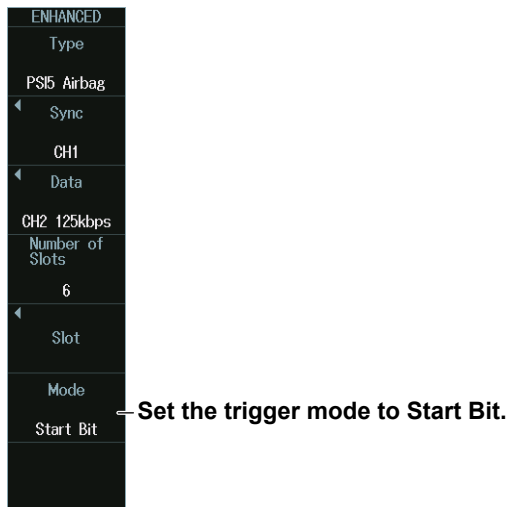 ENHANCED
Type
PSI5 Airbag
Sync
CH1
Data
CH2 125kbps
Number of
Slots
6
Slot
Mode
Start Bit
Set the trigger mode to Start Bit.